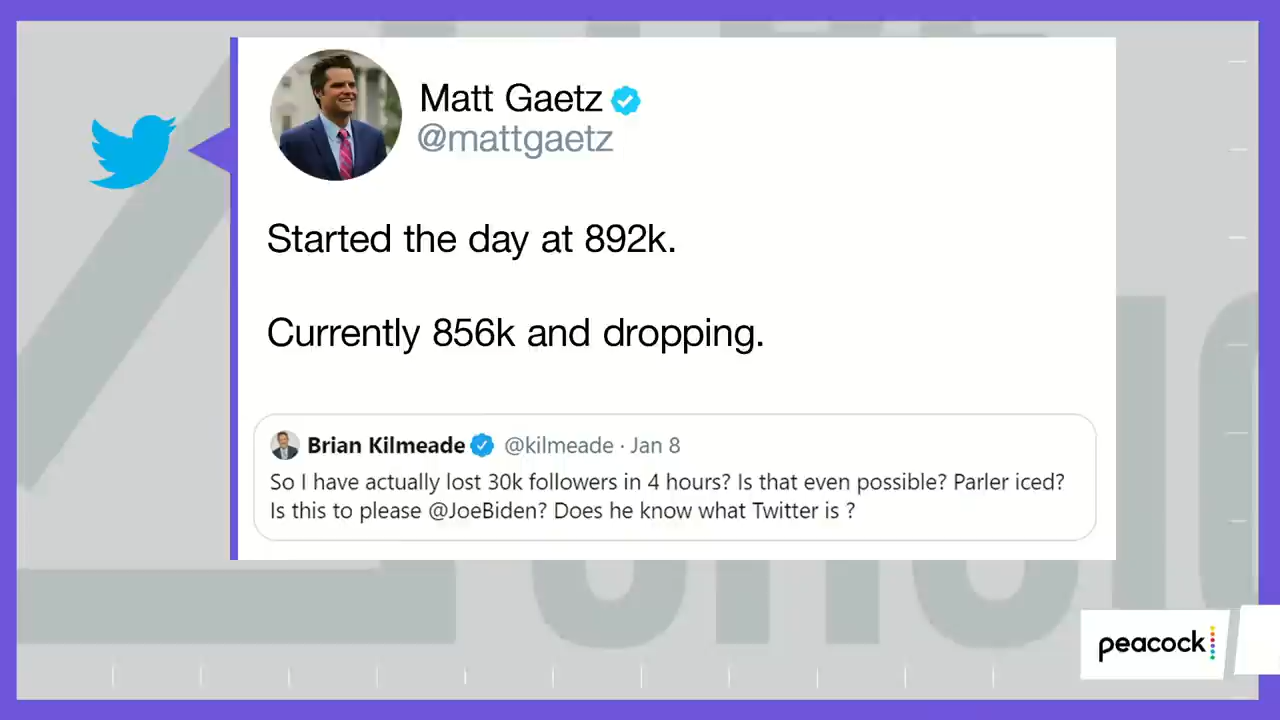 Matt Gaetz
@mattgaetz
Started the day at 892k.
Currently 856k and dropping.
Brian Kilmeade @kilmeade · Jan 8
So I have actually lost 30k followers in 4 hours? Is that even possible? Parler iced?
Is this to please @JoeBiden? Does he know what Twitter is ?
peacock